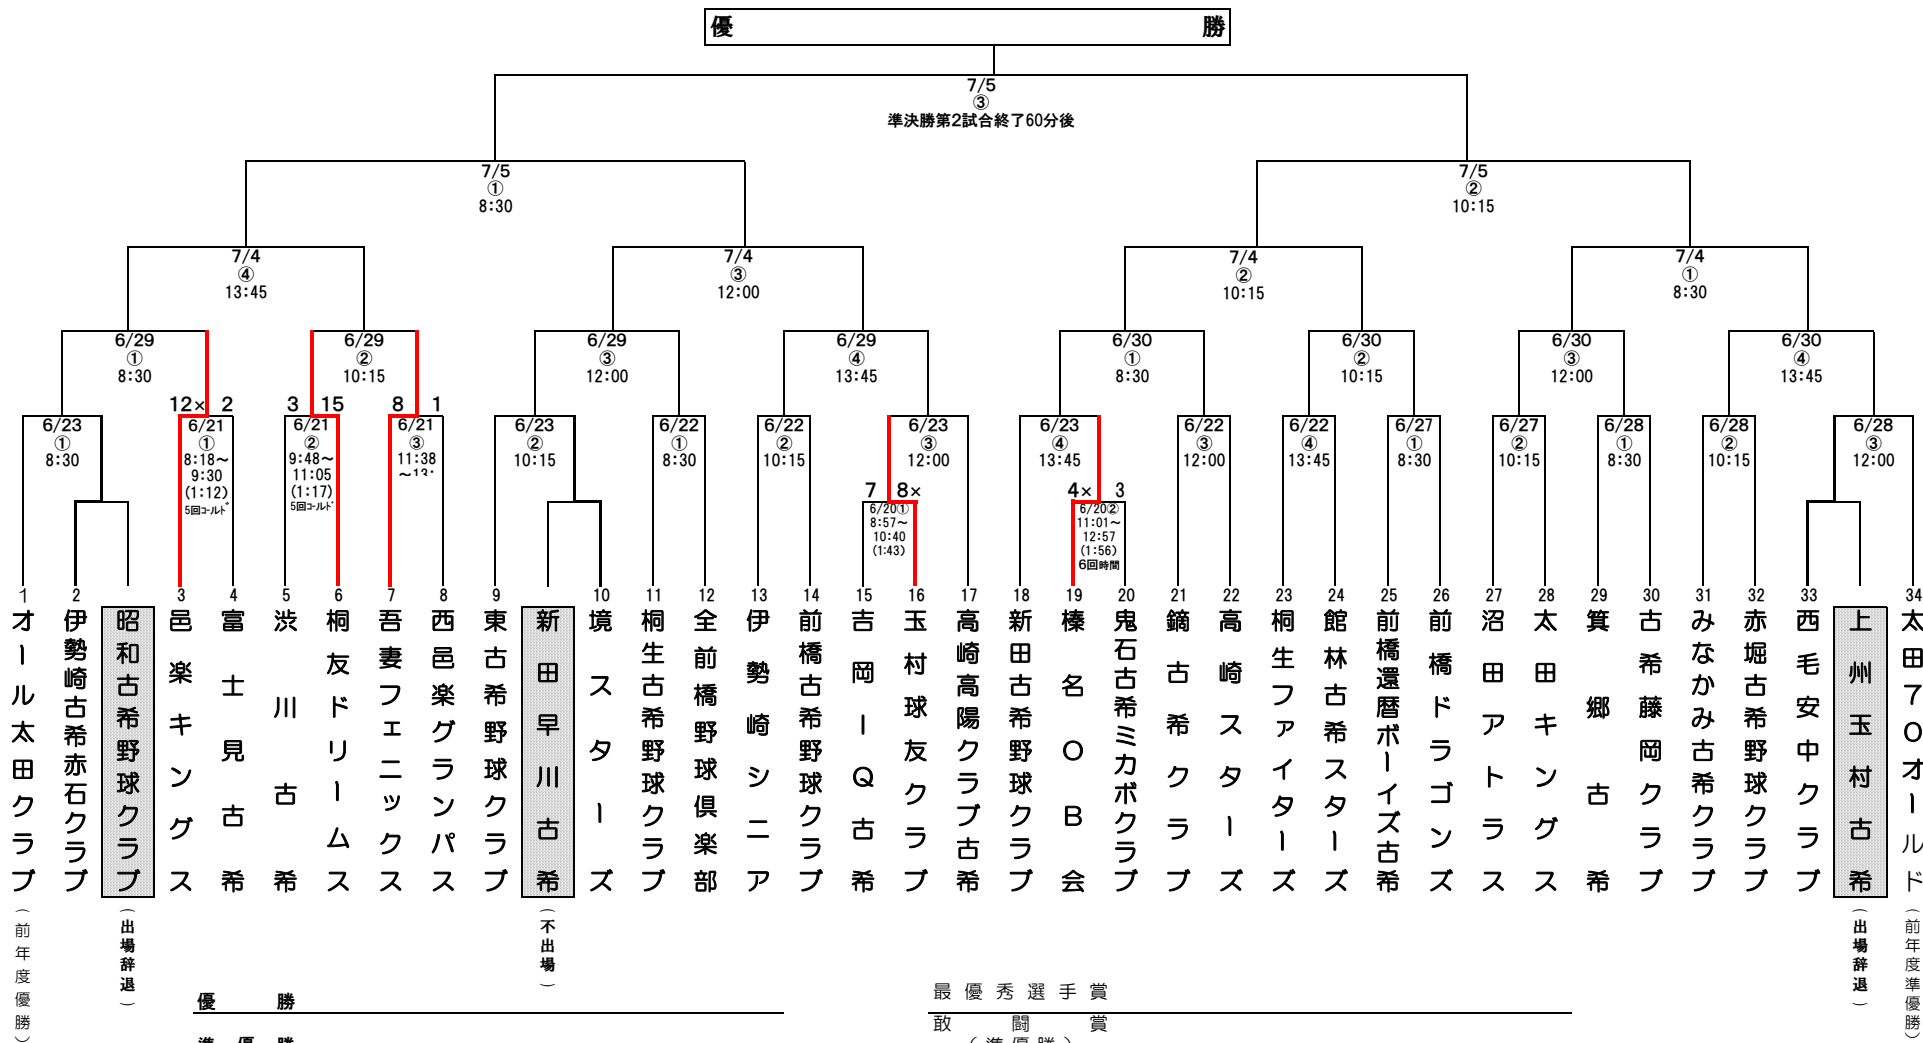 優勝
7/5
③
準決勝第2試合終了60分後
7/5
①
8:30
7/5
②
10:15
7/4
④
13:45
7/4
③
12:00
7/4
②
10:15
7/4
①
8:30
6/29
①
8:30
6/29
②
10:15
6/29
③
12:00
6/29
④
13:45
6/30
①
8:30
6/30
②
10:15
6/30
③
12:00
6/30
④
13:45
12× 2
3 15
8 1
6/23
①
8:30
6/21
①
8:18～
9:30
(1:12)
5回コールド
6/21
②
9:48～
11:05
(1:17)
5回コールド
6/21
③
11:38
6/23
②
10:15
6/22
①
8:30
6/22
②
10:15
6/23
③
12:00
6/23
④
13:45
6/22
③
12:00
6/22
④
13:45
6/27
①
8:30
6/27
②
10:15
6/28
①
8:30
6/28
②
10:15
6/28
③
12:00
7 8×
6/20①
8:57～
10:40
(1:43)
4× 3
6/20②
11:01～
12:57
(1:56)
6回時間
1
オール太田クラブ
(前年度優勝)
2
伊勢崎古希赤石クラブ
昭和古希野球クラブ
(出場辞退)
3
邑楽キングス
4
富士見古希
5
渋川古希
6
桐友ドリームス
7
吾妻フェニックス
8
西邑楽グランパス
9
東古希野球クラブ
新田早川古希
(不出場)
10
境スターズ
11
桐生古希野球クラブ
12
全前橋野球倶楽部
13
伊勢崎シニア
14
前橋古希野球クラブ
15
吉岡ーQ古希
16
玉村球友クラブ
17
高崎高陽クラブ古希
18
新田古希野球クラブ
19
榛名OB会
20
鬼石古希ミカボクラブ
21
鏑古希クラブ
22
高崎スターズ
23
桐生ファイターズ
24
館林古希スターズ
25
前橋還暦ボーイズ古希
26
前橋ドラゴンズ
27
沼田アトラス
28
太田キングス
29
箕郷古希
30
古希藤岡クラブ
31
みなかみ古希クラブ
32
赤堀古希野球クラブ
33
西毛安中クラブ
上州玉村古希
(出場辞退)
34
太田70オールド
(前年度準優勝)
優勝
準優勝
最優秀選手賞
敢闘賞
(準優勝)